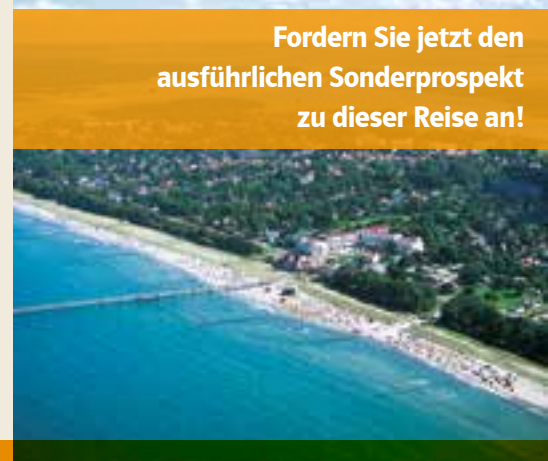 Fordern Sie jetzt den
ausführlichen Sonderprospekt
zu dieser Reise an!